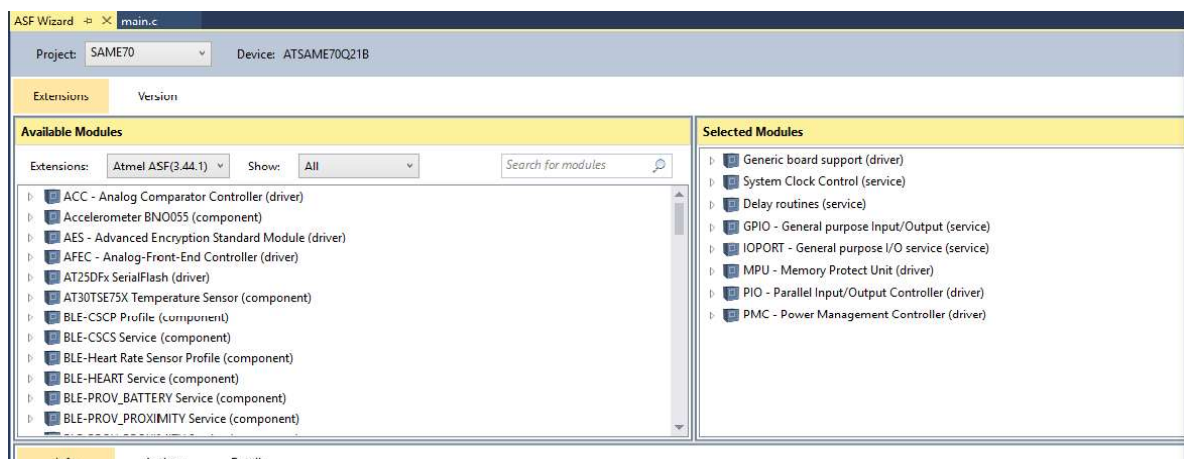 ASF Wizard main.c
Project: SAME70 Device: ATSAME70Q21B
Extensions Version
Available Modules
Extensions: Atmel ASF(3.44.1) Show: All Search for modules
ACC - Analog Comparator Controller (driver)
Accelerometer BNO055 (component)
AES - Advanced Encryption Standard Module (driver)
AFEC - Analog-Front-End Controller (driver)
AT25DFx SerialFlash (driver)
AT30TSE75X Temperature Sensor (component)
BLE-CSCP Profile (component)
BLE-CSCS Service (component)
BLE-Heart Rate Sensor Profile (component)
BLE-HEART Service (component)
BLE-PROV_BATTERY Service (component)
BLE-PROV_PROXIMITY Service (component)
Selected Modules
Generic board support (driver)
System Clock Control (service)
Delay routines (service)
GPIO - General purpose Input/Output (service)
IOPORT - General purpose I/O service (service)
MPU - Memory Protect Unit (driver)
PIO - Parallel Input/Output Controller (driver)
PMC - Power Management Controller (driver)